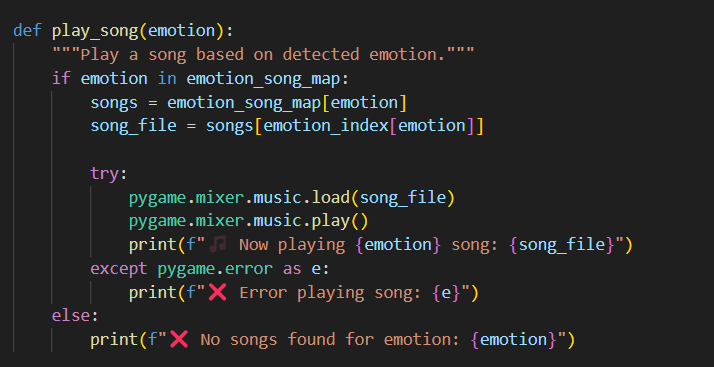 def play_song(emotion):
    """Play a song based on detected emotion."""
    if emotion in emotion_song_map:
        songs = emotion_song_map[emotion]
        song_file = songs[emotion_index[emotion]]

        try:
            pygame.mixer.music.load(song_file)
            pygame.mixer.music.play()
            print(f"🎵 Now playing {emotion} song: {song_file}")
        except pygame.error as e:
            print(f"❌ Error playing song: {e}")
    else:
        print(f"❌ No songs found for emotion: {emotion}")